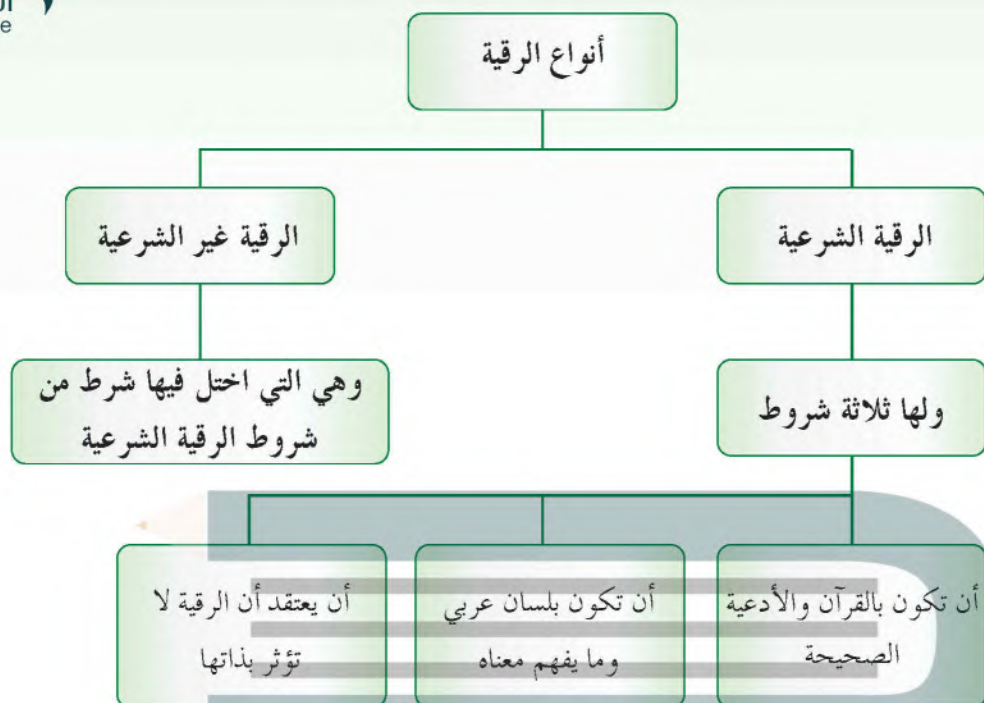 e
أنواع الرقية
الرقية الشرعية
الرقية غير الشرعية
ولها ثلاثة شروط
وهي التي اختل فيها شرط من
شروط الرقية الشرعية
أن تكون بالقرآن والأدعية
الصحيحة
أن تكون بلسان عربي
وما يفهم معناه
أن يعتقد أن الرقية لا
تؤثر بذاتها